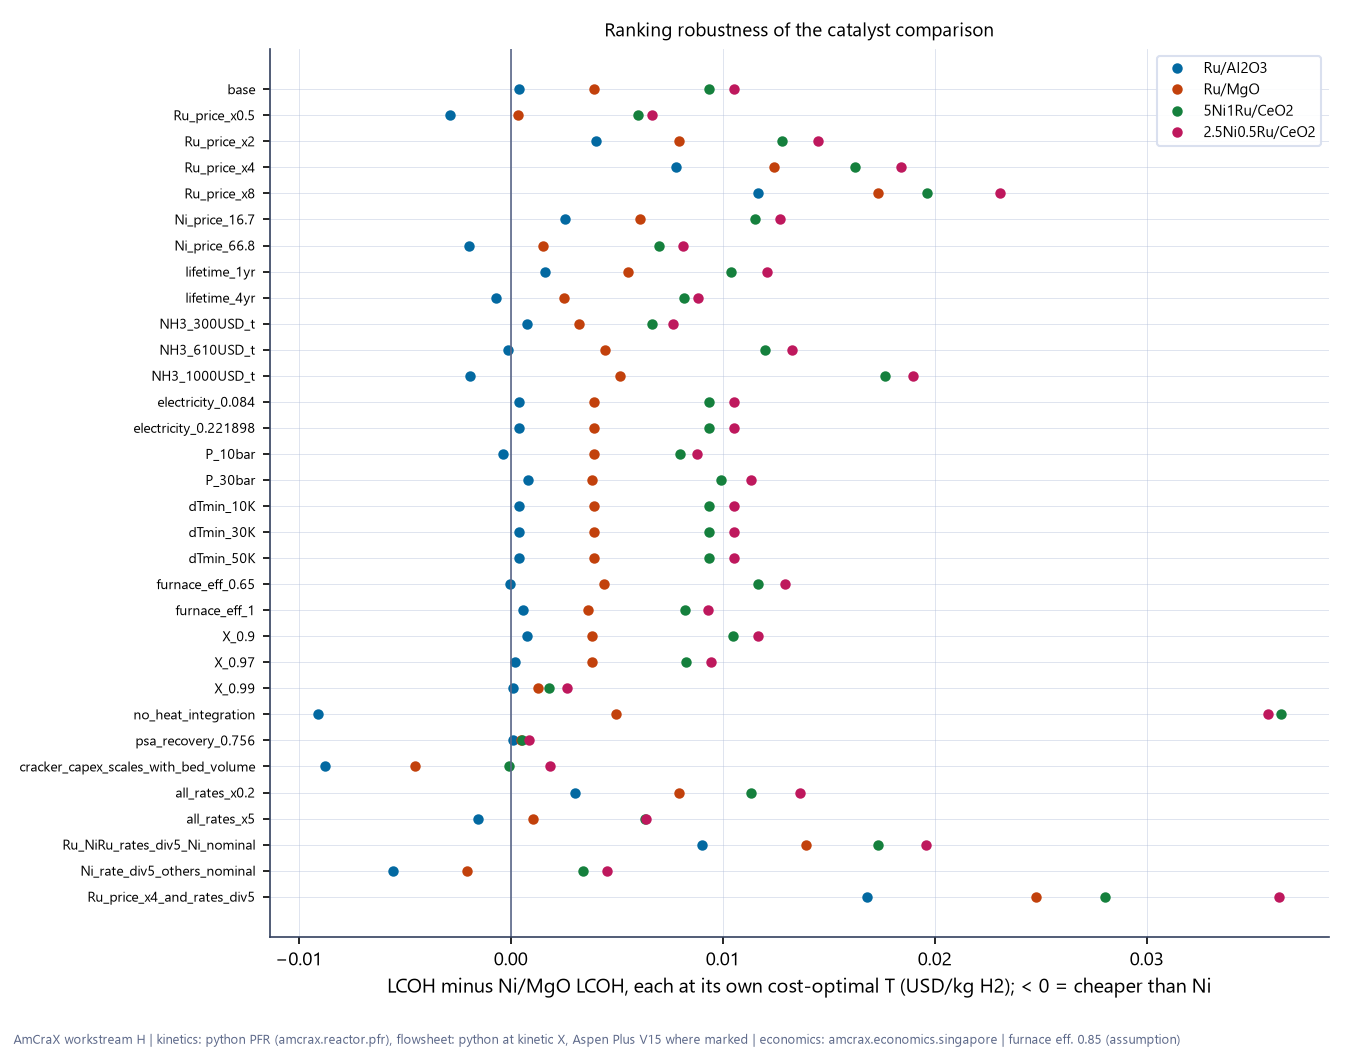 Ranking robustness of the catalyst comparison
Ru/Al2O3
Ru/MgO
5Ni1Ru/CeO2
2.5Ni0.5Ru/CeO2
base
Ru_price_x0.5
Ru_price_x2
Ru_price_x4
Ru_price_x8
Ni_price_16.7
Ni_price_66.8
lifetime_1yr
lifetime_4yr
NH3_300USD_t
NH3_610USD_t
NH3_1000USD_t
electricity_0.084
electricity_0.221898
P_10bar
P_30bar
dTmin_10K
dTmin_30K
dTmin_50K
furnace_eff_0.65
furnace_eff_1
X_0.9
X_0.97
X_0.99
no_heat_integration
psa_recovery_0.756
cracker_capex_scales_with_bed_volume
all_rates_x0.2
all_rates_x5
Ru_NiRu_rates_div5_Ni_nominal
Ni_rate_div5_others_nominal
Ru_price_x4_and_rates_div5
−0.01 0.00 0.01 0.02 0.03
LCOH minus Ni/MgO LCOH, each at its own cost-optimal T (USD/kg H2); < 0 = cheaper than Ni
AmCraX workstream H | kinetics: python PFR (amcrax.reactor.pfr), flowsheet: python at kinetic X, Aspen Plus V15 where marked | economics: amcrax.economics.singapore | furnace eff. 0.85 (assumption)